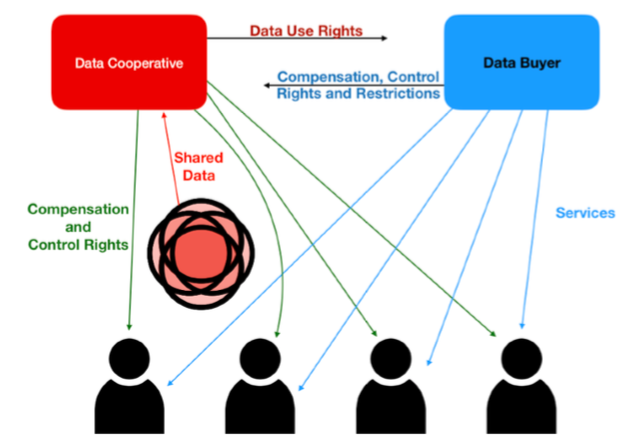 Data Cooperative
Data Use Rights
Data Buyer
Compensation, Control
Rights and Restrictions
Shared
Data
Compensation
and
Control Rights
Services